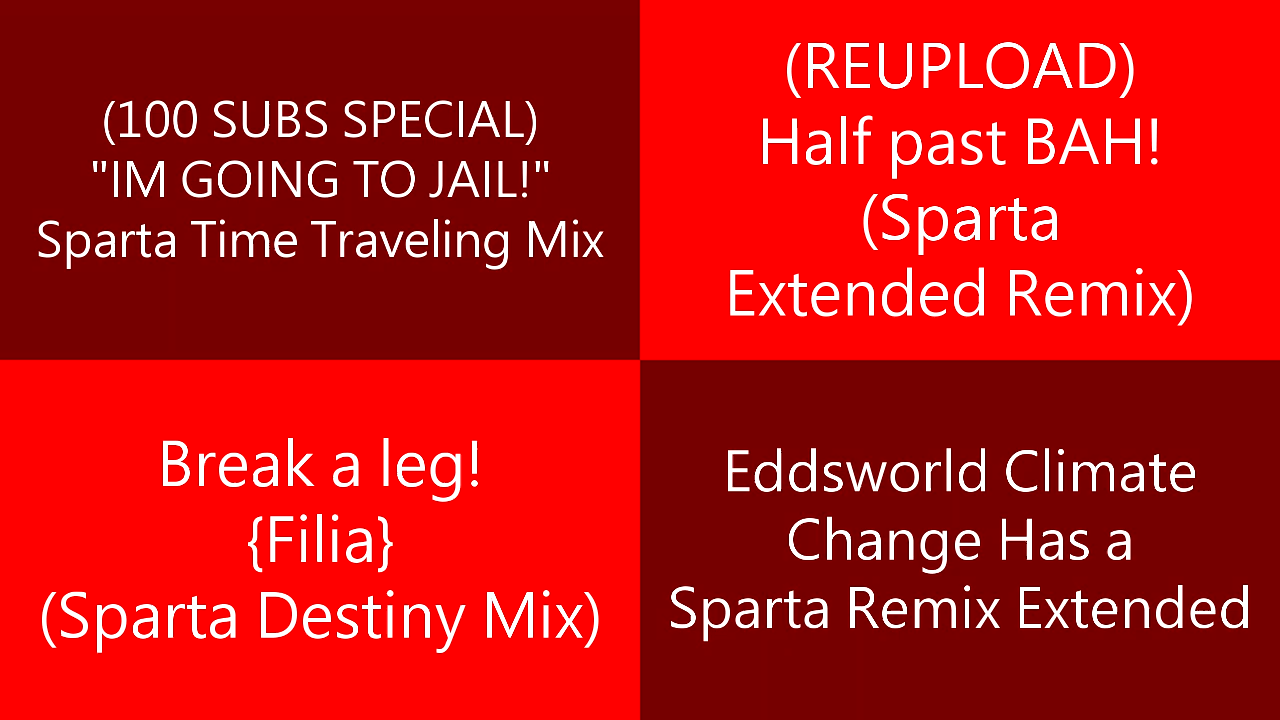 (100 SUBS SPECIAL)
"IM GOING TO JAIL!"
Sparta Time Traveling Mix
(REUPLOAD)
Half past BAH!
(Sparta
Extended Remix)
Break a leg!
{Filia}
(Sparta Destiny Mix)
Eddsworld Climate
Change Has a
Sparta Remix Extended